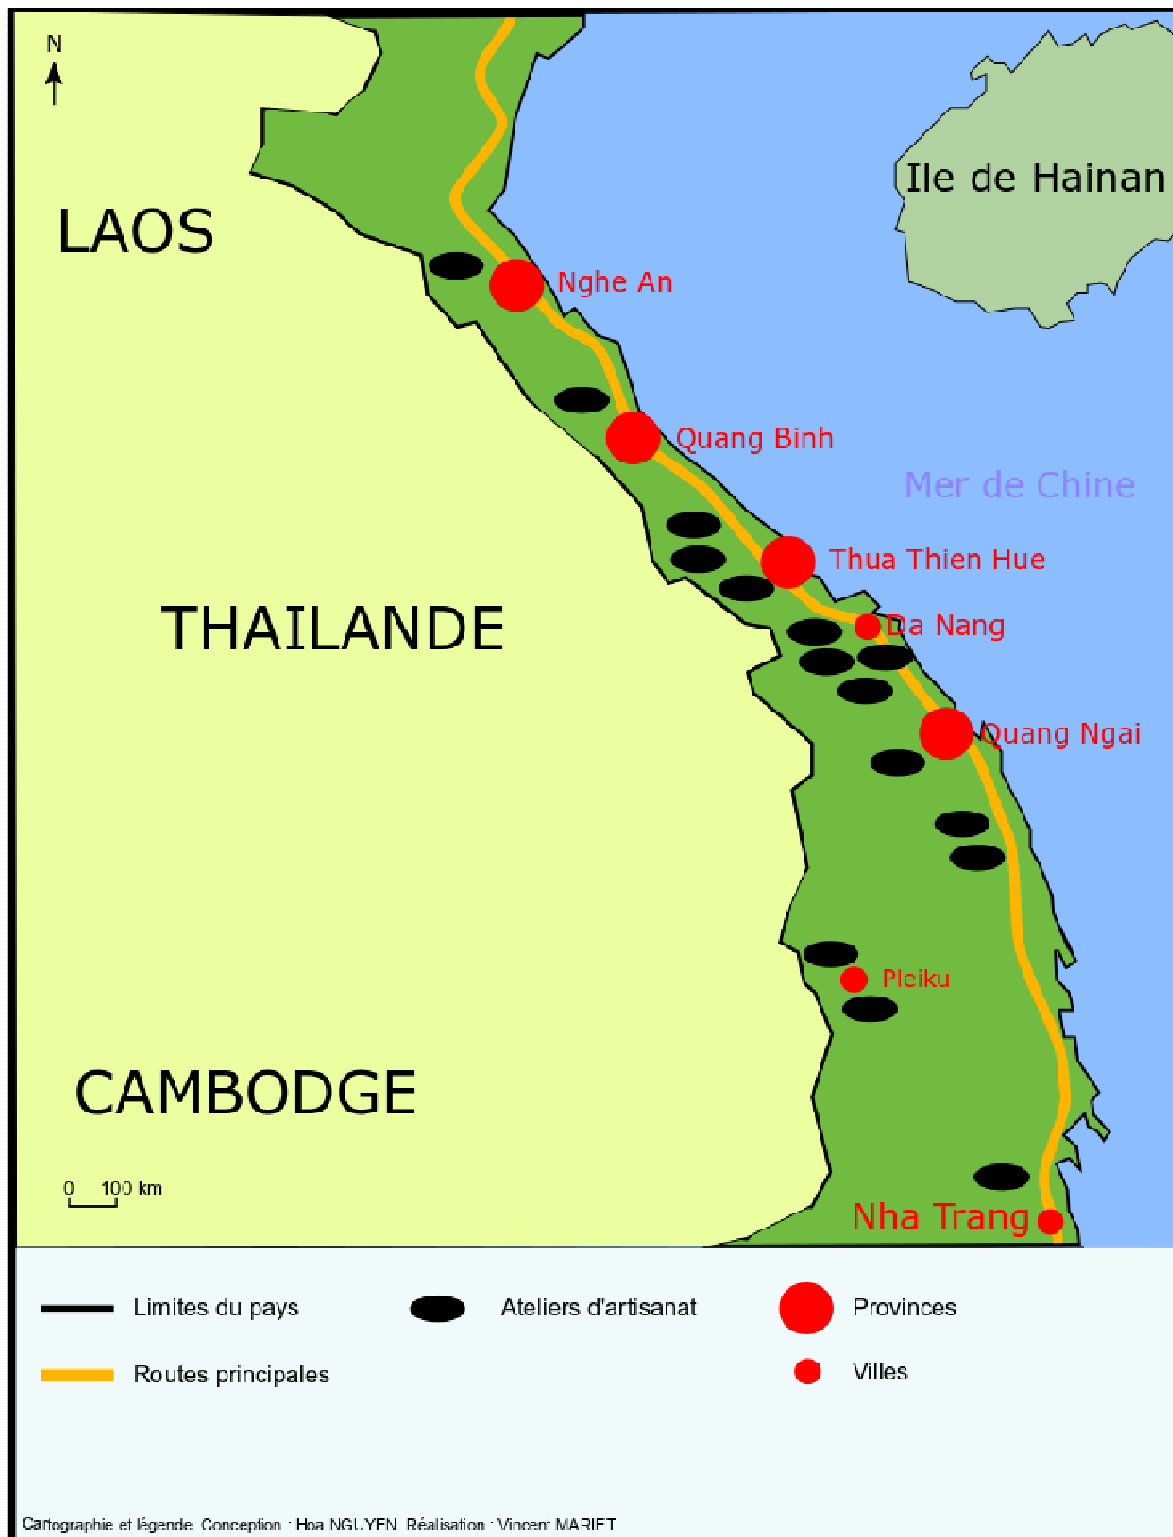 N
Ile de Hainan
LAOS
Nghe An
Quang Binh
Mer de Chine
Thua Thien Hue
THAILANDE
Da Nang
Quang Ngai
Pleiku
CAMBODGE
0 100 km
Nha Trang
Limites du pays
Ateliers d'artisanat
Provinces
Routes principales
Villes
Cartographie et légende Conception : Hoa NGUYEN Réalisation : Vincent MARIET